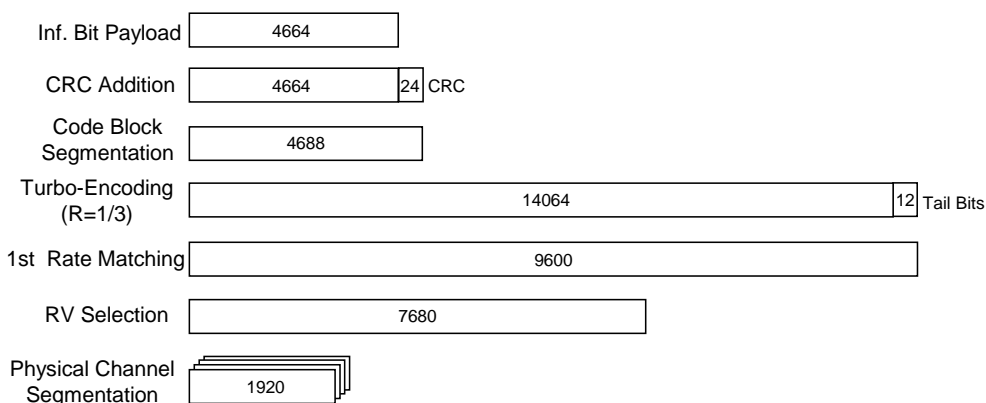 Inf. Bit Payload 4664
CRC Addition 4664 24 CRC
Code Block
Segmentation 4688
Turbo-Encoding
(R=1/3) 14064 12 Tail Bits
1st Rate Matching 9600
RV Selection 7680
Physical Channel
Segmentation 1920